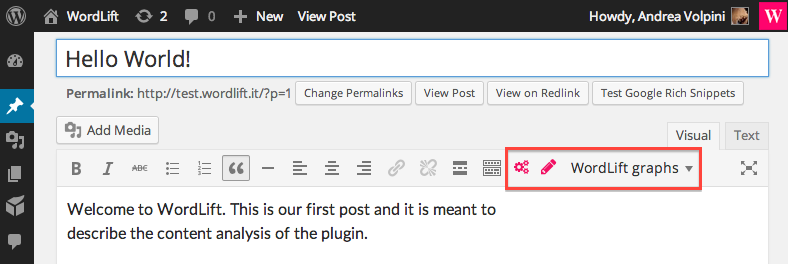 WordLift 2 0 + New View Post Howdy, Andrea Volpini W
Hello World!
Permalink: http://test.wordlift.it/?p=1 Change Permalinks View Post View on Redlink Test Google Rich Snippets
Add Media
Visual Text
B I ABC WordLift graphs
Welcome to WordLift. This is our first post and it is meant to
describe the content analysis of the plugin.